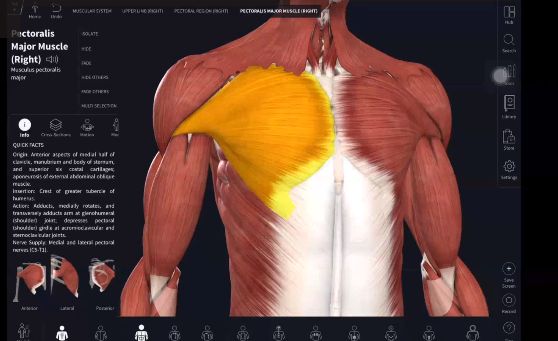 Home
Undo
MUSCULAR SYSTEM
UPPER LIMB (RIGHT)
PECTORAL REGION (RIGHT)
PECTORALIS MAJOR MUSCLE (RIGHT)
Pectoralis
Major Muscle
(Right)
Musculus pectoralis
major
ISOLATE
HIDE
FADE
HIDE OTHERS
FADE OTHERS
MULTI SELECTION
Info
Cross Sections
Motion
QUICK FACTS
Origin: Anterior aspects of medial half of
clavicle, manubrium and body of sternum,
and superior six costal cartilages;
aponeurosis of external abdominal oblique
muscle.
Insertion: Crest of greater tubercle of
humerus.
Action: Adducts, medially rotates, and
transversely adducts arm at glenohumeral
(shoulder) joint; depresses pectoral
(shoulder) girdle at acromioclavicular and
sternoclavicular joints.
Nerve Supply: Medial and lateral pectoral
nerves (C5-T1).
Anterior
Lateral
Posterior
Hub
Search
Library
Store
Settings
Save
Screen
Record